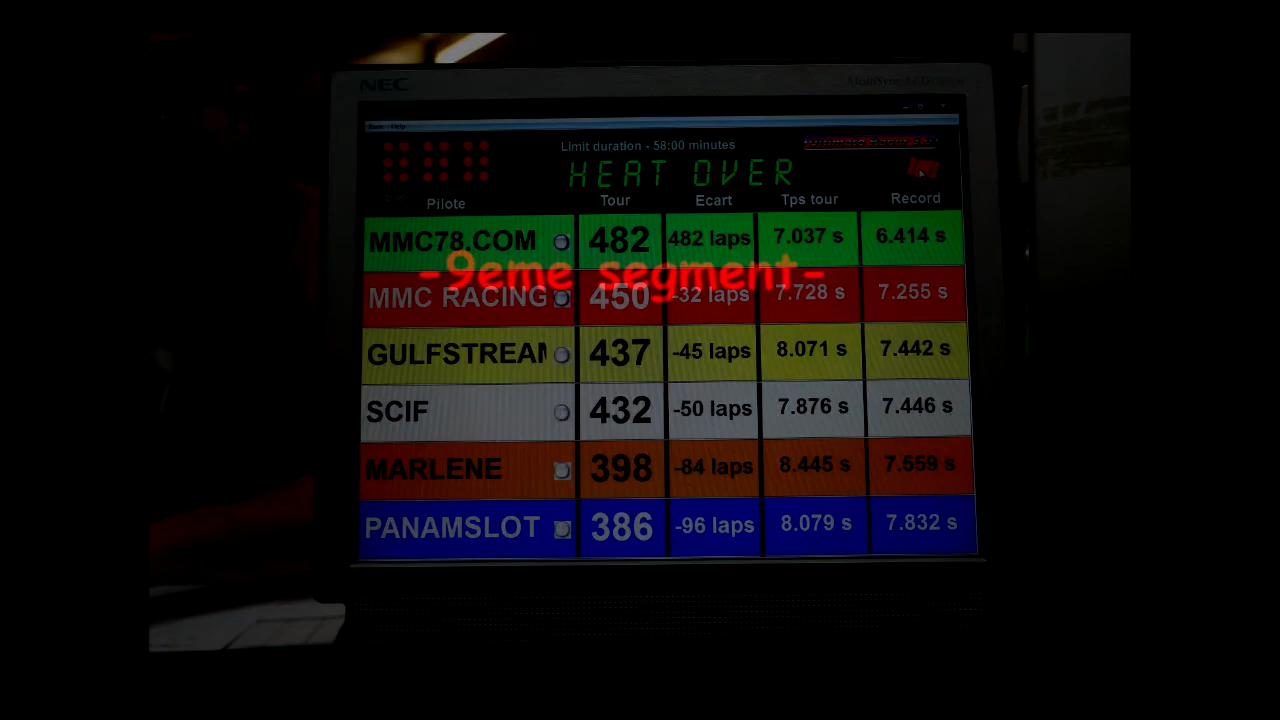 NEC
MultiSync
Help
Limit duration - 58:00 minutes
HEAT OVER
Pilote Tour Ecart Tps tour Record
MMC78.COM 482 482 laps 7.037 s 6.414 s
-9eme segment-
MMC RACING 450 -32 laps 7.728 s 7.255 s
GULFSTREAM 437 -45 laps 8.071 s 7.442 s
SCIF 432 -50 laps 7.876 s 7.446 s
MARLENE 398 -84 laps 8.445 s 7.559 s
PANAMSLOT 386 -96 laps 8.079 s 7.832 s